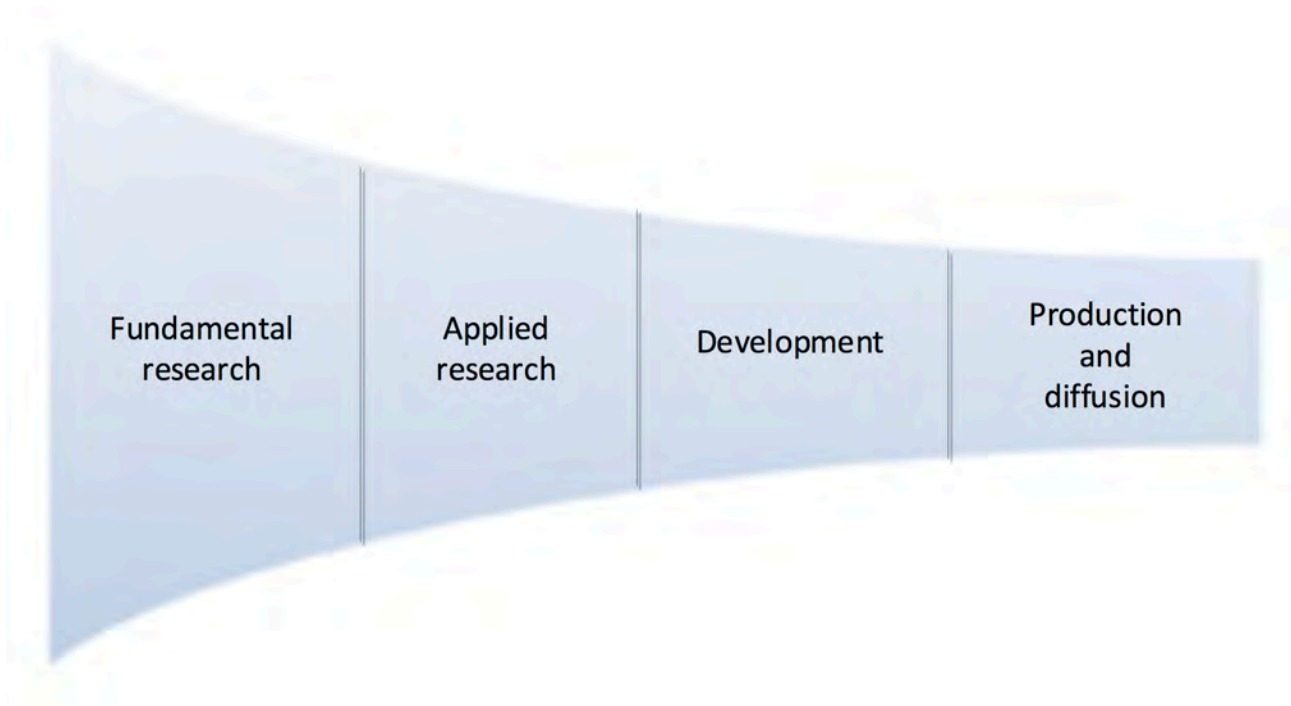 Fundamental
research
Applied
research
Development
Production
and
diffusion